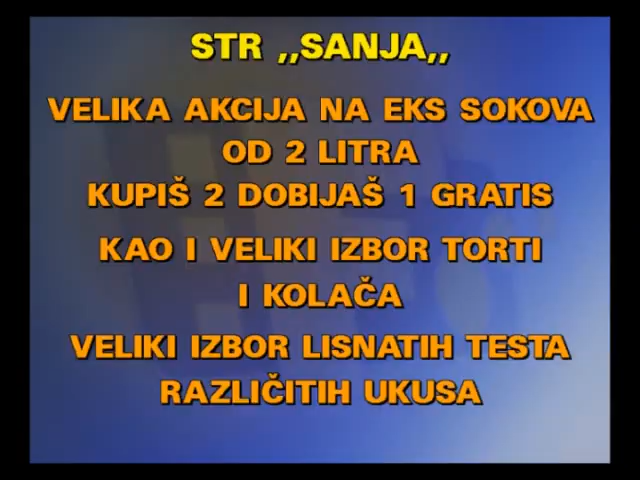 STR ,,SANJA,,
VELIKA AKCIJA NA EKS SOKOVA
OD 2 LITRA
KUPIŠ 2 DOBIJAŠ 1 GRATIS
KAO I VELIKI IZBOR TORTI
I KOLAČA
VELIKI IZBOR LISNATIH TESTA
RAZLIČITIH UKUSA